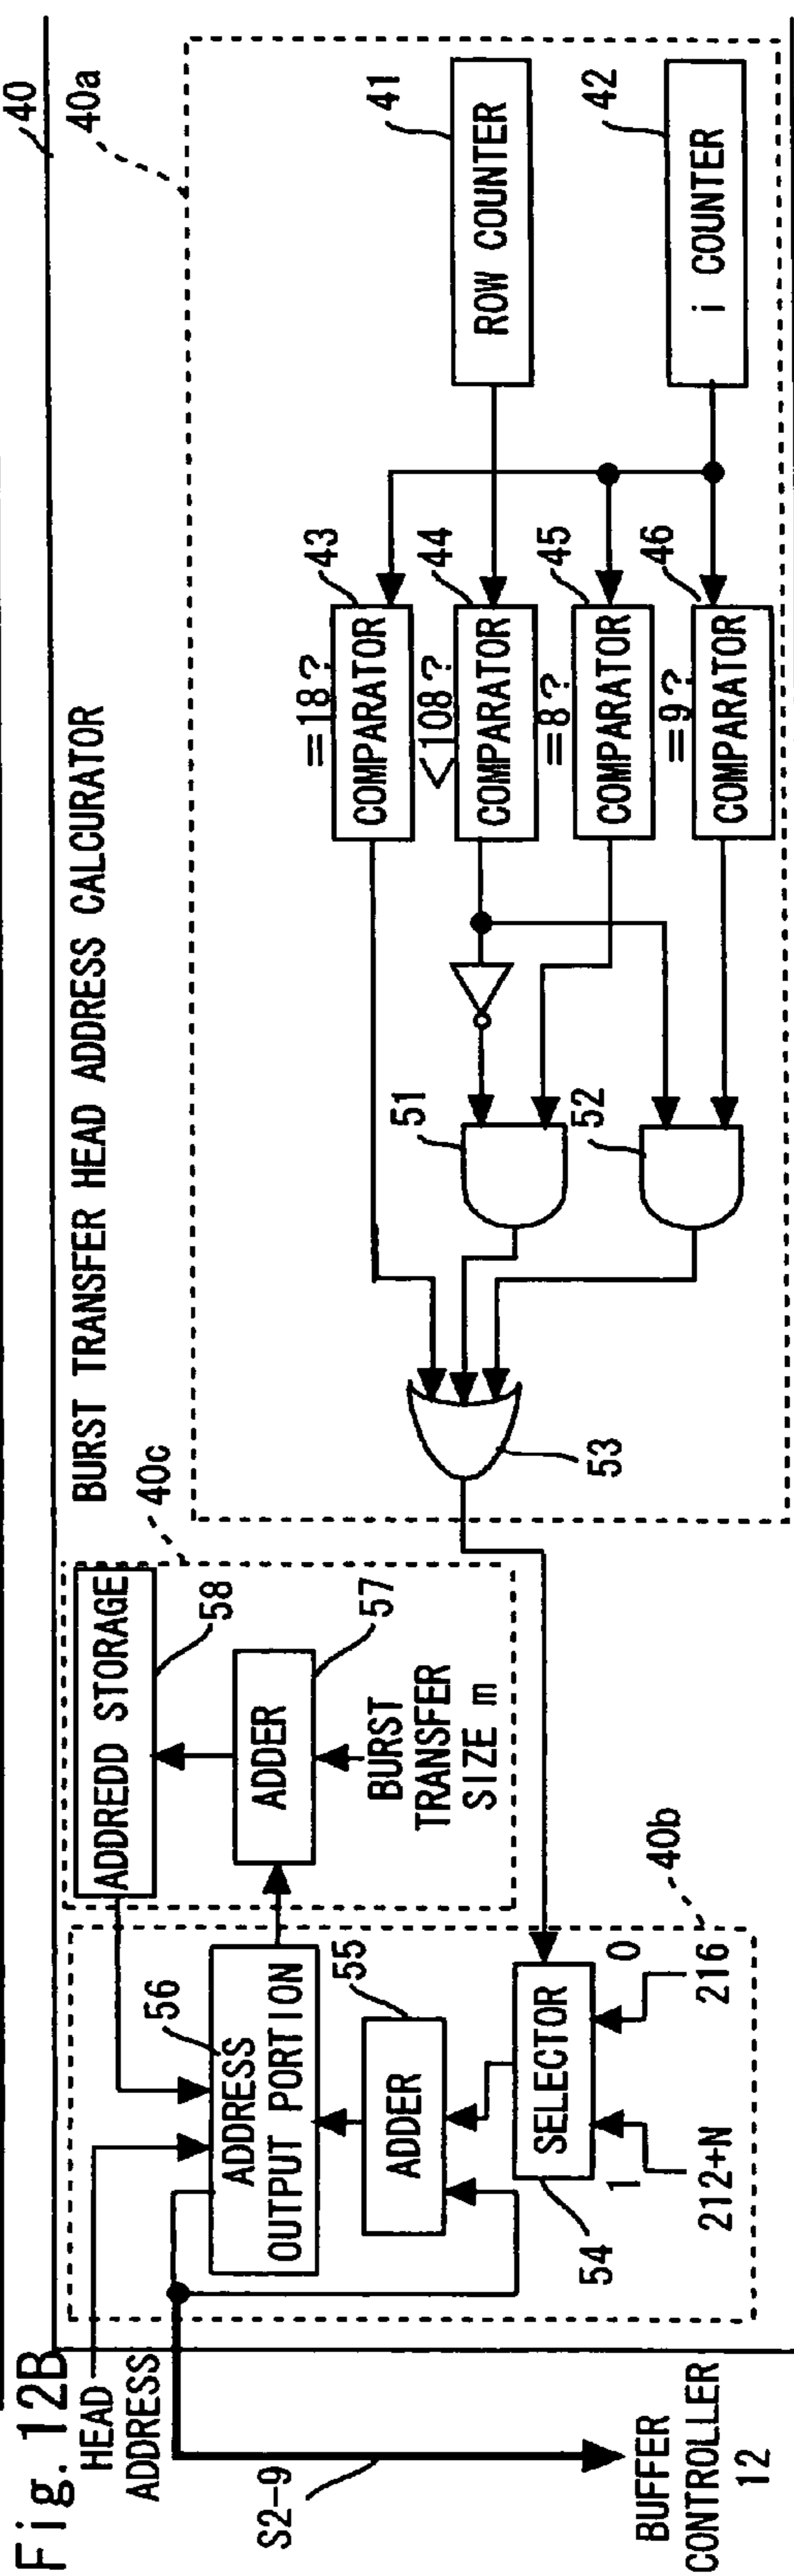 Fig. 12B
40
BURST TRANSFER HEAD ADDRESS CALCURATOR
40a
HEAD
ADDRESS
S2-9
BUFFER
CONTROLLER
12
40c
ADDREDD STORAGE
58
ADDER
57
BURST
TRANSFER
SIZE m
56
ADDRESS
OUTPUT PORTION
55
ADDER
SELECTOR
54
1
0
212+N
216
40b
53
51
52
=18?
COMPARATOR
43
<108?
COMPARATOR
44
=8?
COMPARATOR
45
=9?
COMPARATOR
46
ROW COUNTER
41
i COUNTER
42